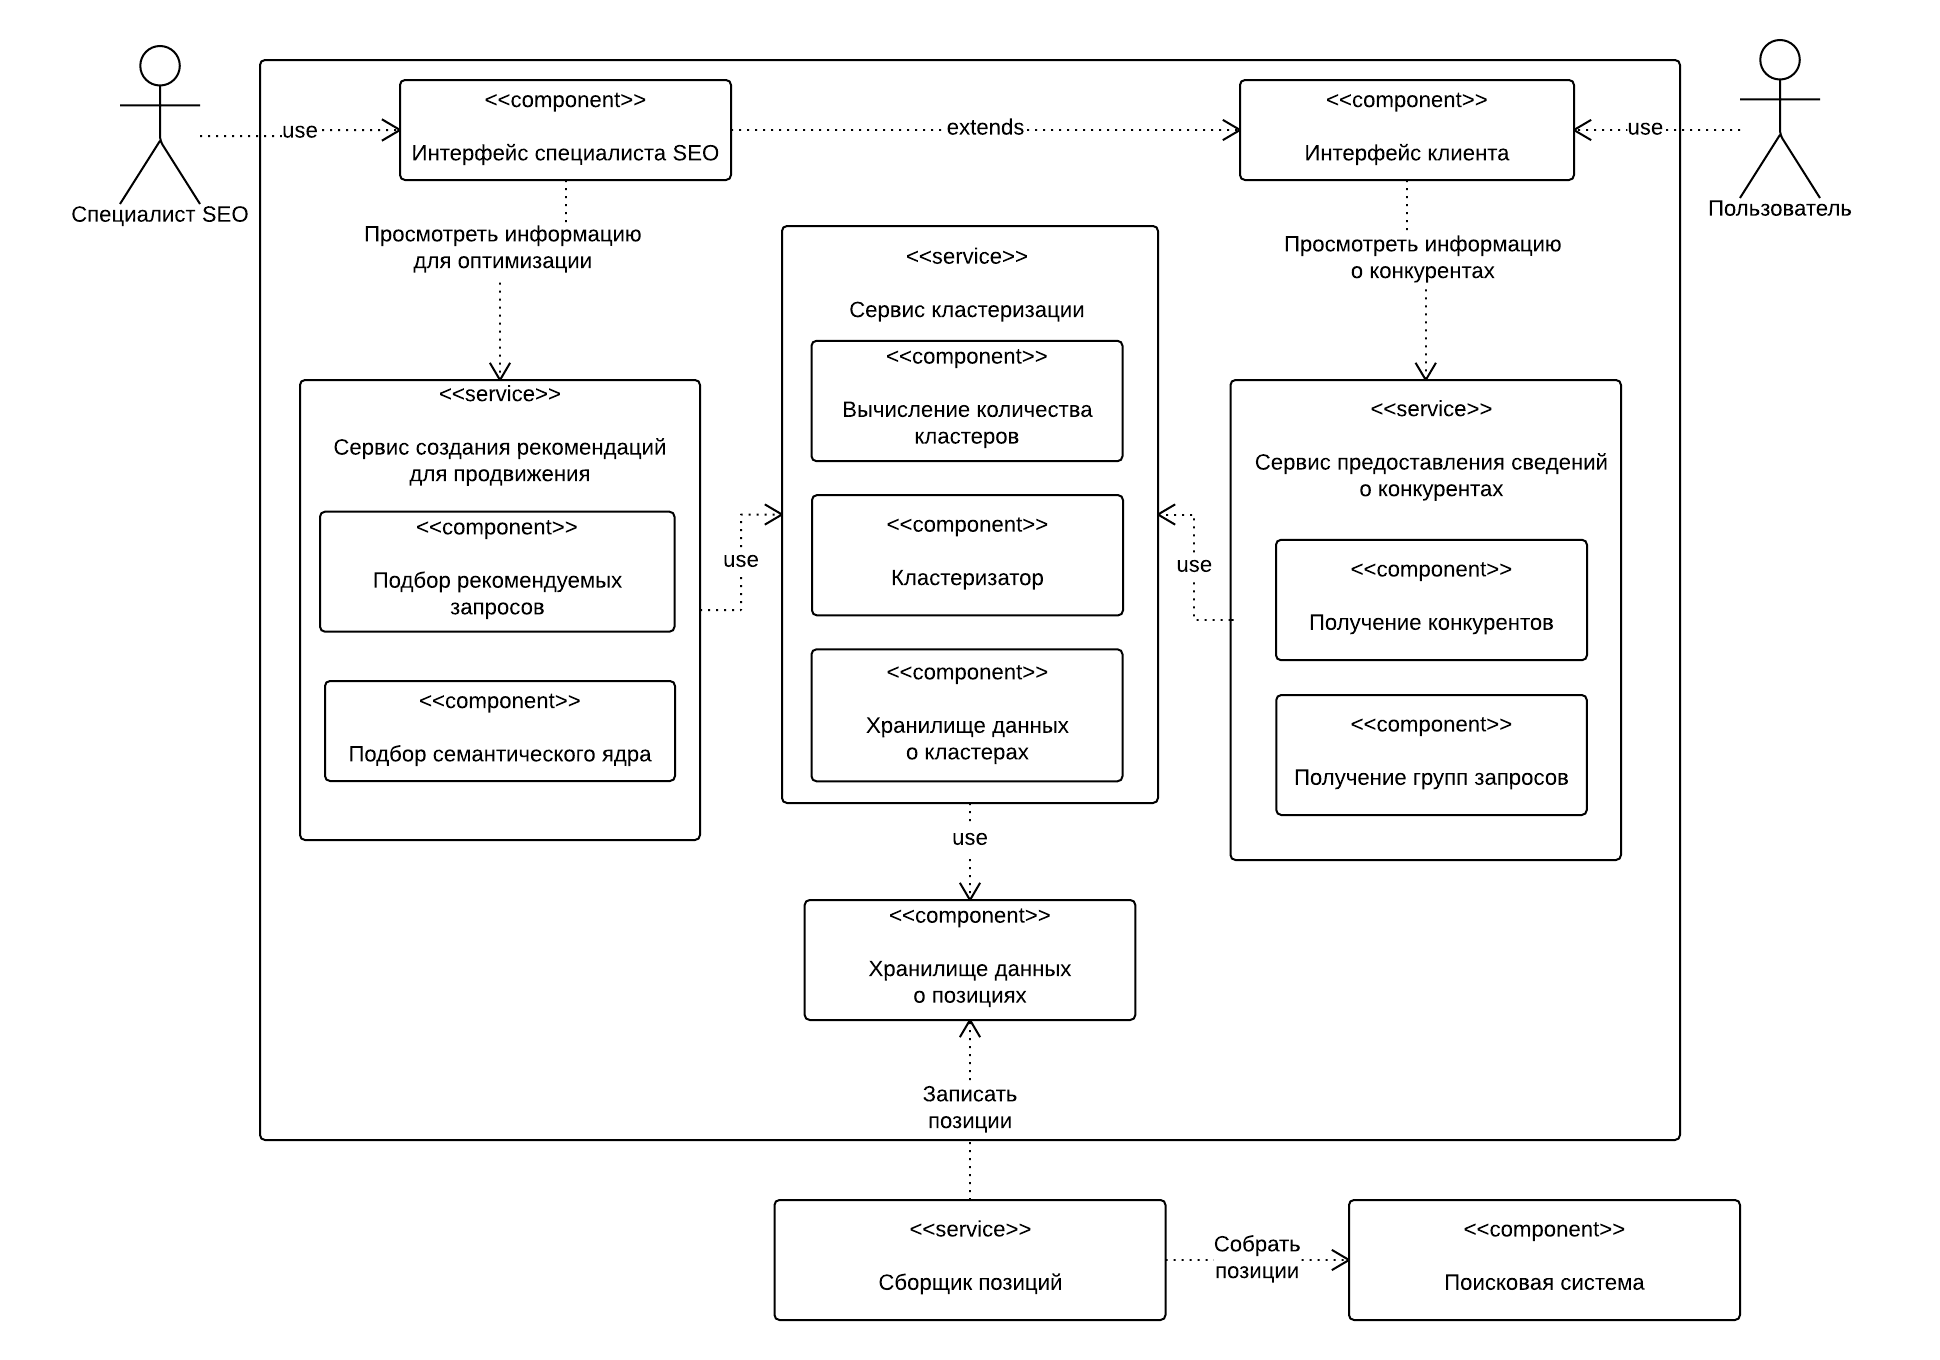 <<component>>
Интерфейс специалиста SEO
<<component>>
Интерфейс клиента
use
extends
use
Специалист SEO
Пользователь
Просмотреть информацию
для оптимизации
Просмотреть информацию
о конкурентах
<<service>>
Сервис создания рекомендаций
для продвижения
<<component>>
Подбор рекомендуемых
запросов
<<component>>
Подбор семантического ядра
use
<<service>>
Сервис кластеризации
<<component>>
Вычисление количества
кластеров
<<component>>
Кластеризатор
<<component>>
Хранилище данных
о кластерах
use
<<service>>
Сервис предоставления сведений
о конкурентах
<<component>>
Получение конкурентов
<<component>>
Получение групп запросов
use
<<component>>
Хранилище данных
о позициях
Записать
позиции
<<service>>
Сборщик позиций
Собрать
позиции
<<component>>
Поисковая система